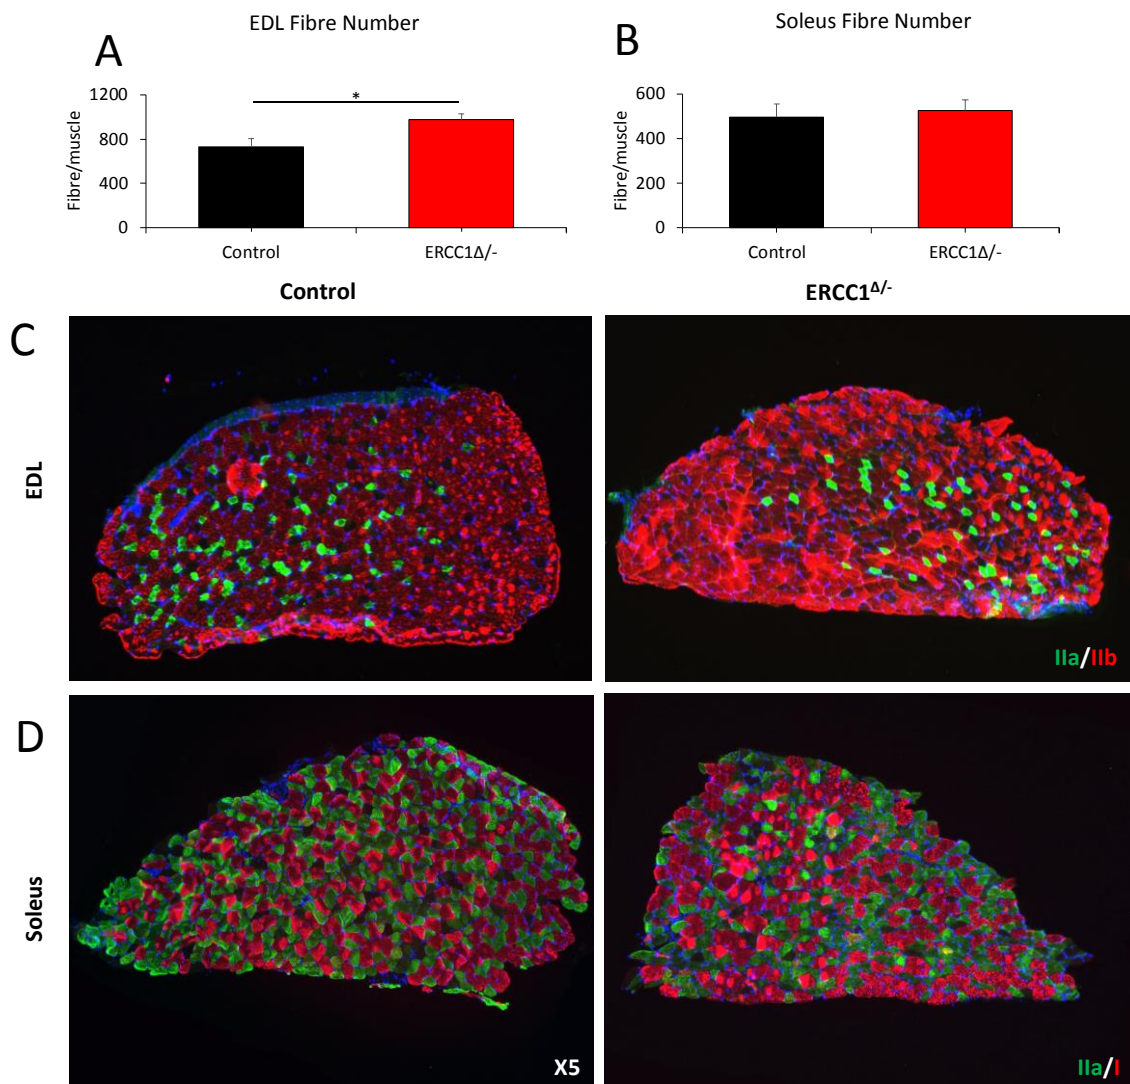 EDL Fibre Number
Soleus Fibre Number
A
B
Fibre/muscle
1200
800
400
0
*
Control
ERCC1Δ/-
Fibre/muscle
600
400
200
0
Control
ERCC1Δ/-
Control
ERCC1Δ/-
C
EDL
IIa/IIb
D
Soleus
X5
IIa/I